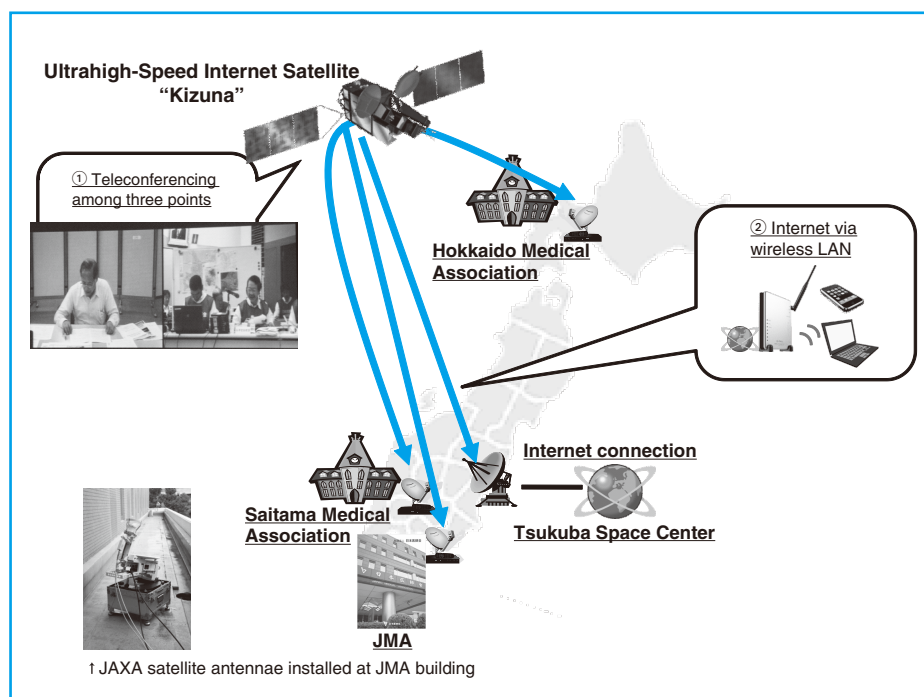 Ultrahigh-Speed Internet Satellite
“Kizuna”
① Teleconferencing
among three points
Hokkaido Medical
Association
② Internet via
wireless LAN
Internet connection
Saitama Medical
Association
Tsukuba Space Center
JMA
↑ JAXA satellite antennae installed at JMA building